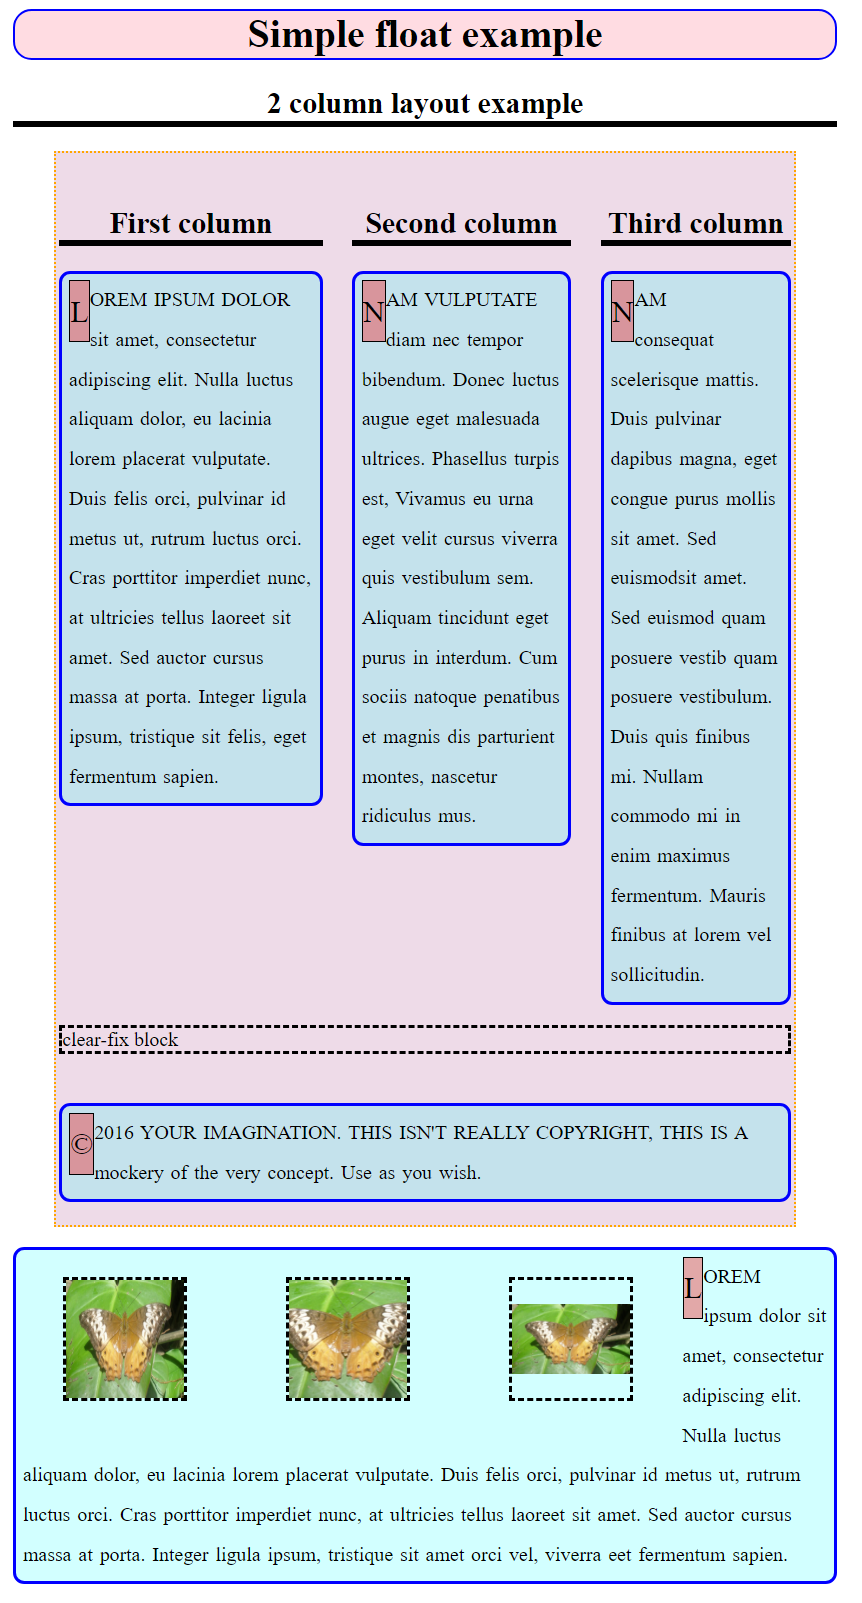 Simple float example
2 column layout example
First column
LOREM IPSUM DOLOR
sit amet, consectetur
adipiscing elit. Nulla luctus
aliquam dolor, eu lacinia
lorem placerat vulputate.
Duis felis orci, pulvinar id
metus ut, rutrum luctus orci.
Cras porttitor imperdiet nunc,
at ultricies tellus laoreet sit
amet. Sed auctor cursus
massa at porta. Integer ligula
ipsum, tristique sit felis, eget
fermentum sapien.
Second column
NAM VULPUTATE
diam nec tempor
bibendum. Donec luctus
augue eget malesuada
ultrices. Phasellus turpis
est, Vivamus eu urna
eget velit cursus viverra
quis vestibulum sem.
Aliquam tincidunt eget
purus in interdum. Cum
sociis natoque penatibus
et magnis dis parturient
montes, nascetur
ridiculus mus.
Third column
NAM
consequat
scelerisque mattis.
Duis pulvinar
dapibus magna, eget
congue purus mollis
sit amet. Sed
euismodsit amet.
Sed euismod quam
posuere vestib quam
posuere vestibulum.
Duis quis finibus
mi. Nullam
commodo mi in
enim maximus
fermentum. Mauris
finibus at lorem vel
sollicitudin.
clear-fix block
©2016 YOUR IMAGINATION. THIS ISN'T REALLY COPYRIGHT, THIS IS A
mockery of the very concept. Use as you wish.
LOREM
ipsum dolor sit
amet, consectetur
adipiscing elit.
Nulla luctus
aliquam dolor, eu lacinia lorem placerat vulputate. Duis felis orci, pulvinar id metus ut, rutrum
luctus orci. Cras porttitor imperdiet nunc, at ultricies tellus laoreet sit amet. Sed auctor cursus
massa at porta. Integer ligula ipsum, tristique sit amet orci vel, viverra eet fermentum sapien.